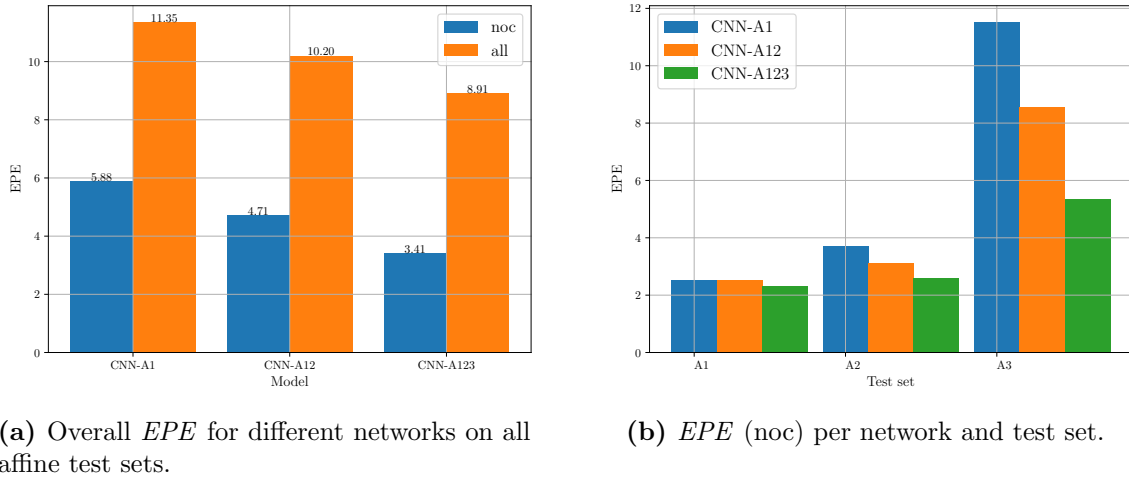 11.35
10.20
8.91
5.88
4.71
3.41
noc
all
10
8
6
4
2
0
EPE
CNN-A1
CNN-A12
CNN-A123
Model
12
10
8
6
4
2
0
EPE
CNN-A1
CNN-A12
CNN-A123
A1
A2
A3
Test set
(a) Overall EPE for different networks on all
affine test sets.
(b) EPE (noc) per network and test set.